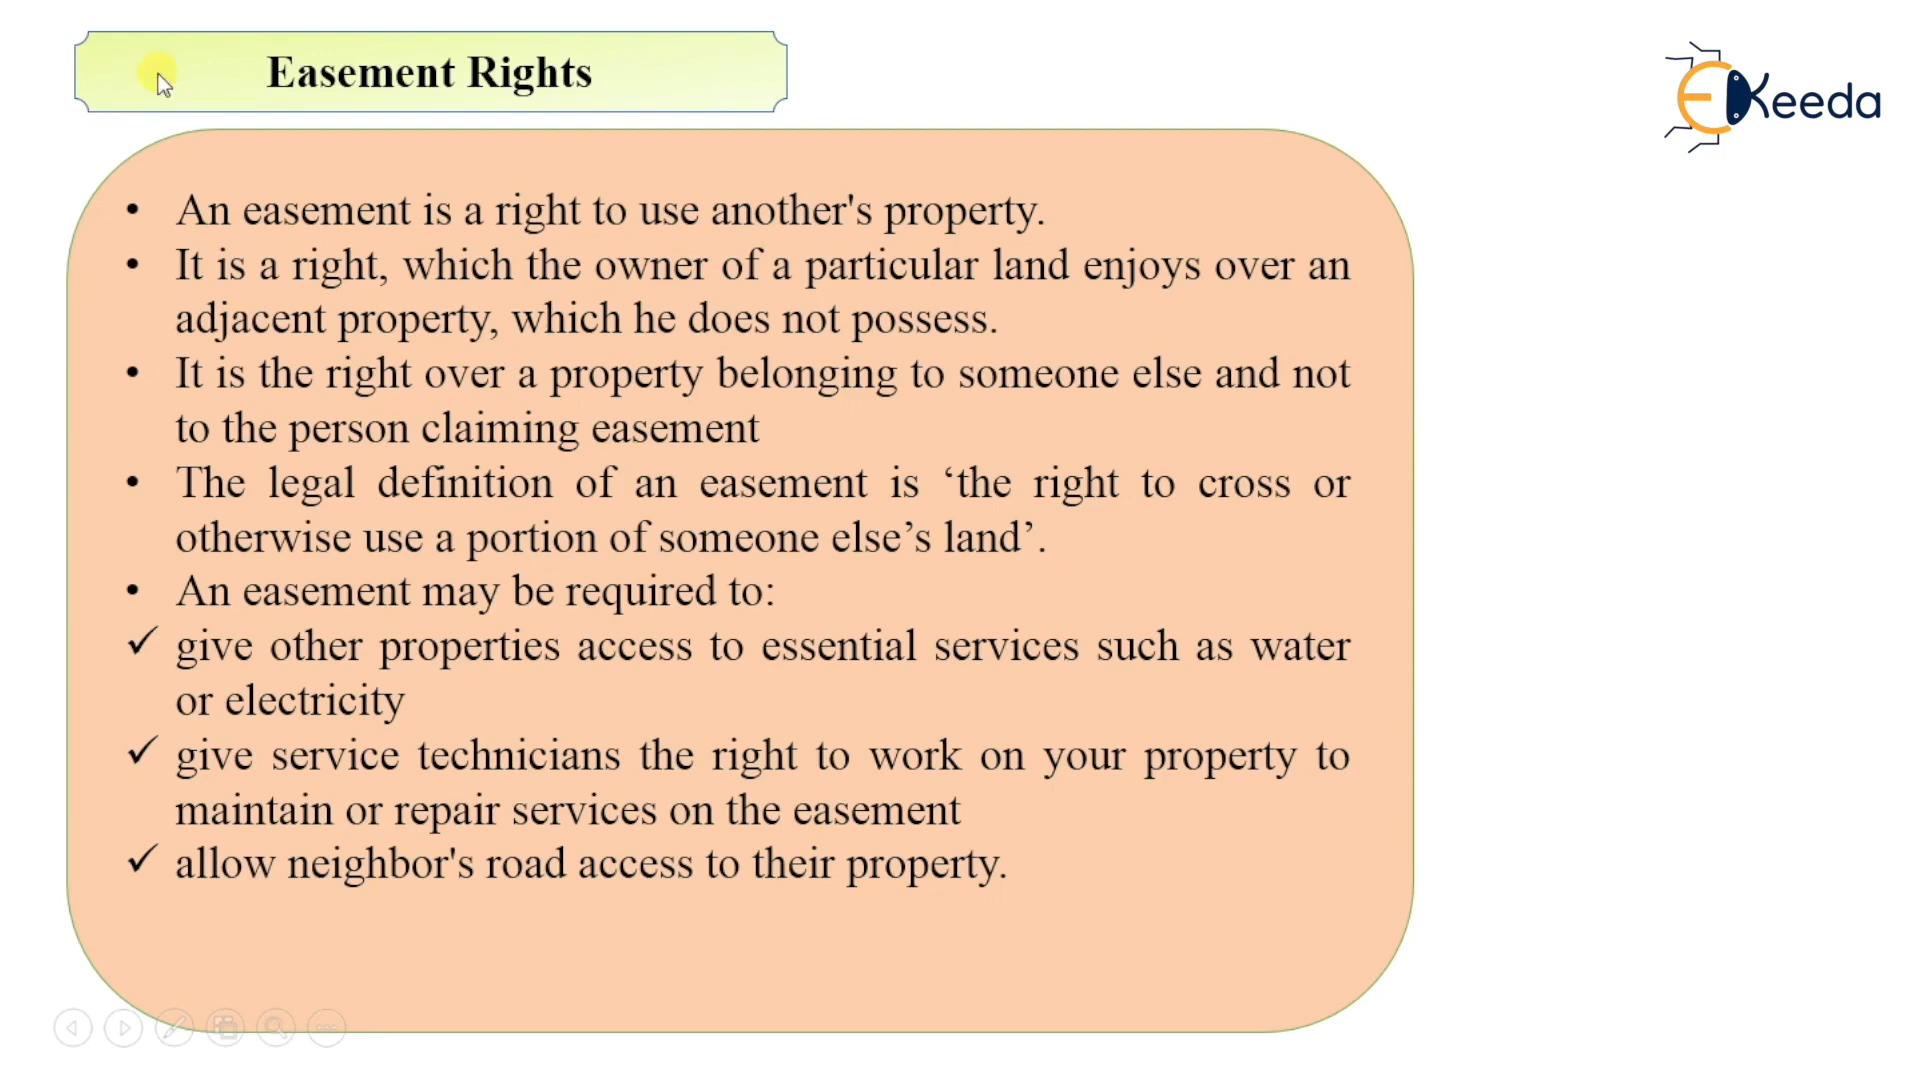 Easement Rights
EKeeda
• An easement is a right to use another's property.
• It is a right, which the owner of a particular land enjoys over an
adjacent property, which he does not possess.
• It is the right over a property belonging to someone else and not
to the person claiming easement
• The legal definition of an easement is ‘the right to cross or
otherwise use a portion of someone else’s land’.
• An easement may be required to:
✓ give other properties access to essential services such as water
or electricity
✓ give service technicians the right to work on your property to
maintain or repair services on the easement
✓ allow neighbor's road access to their property.